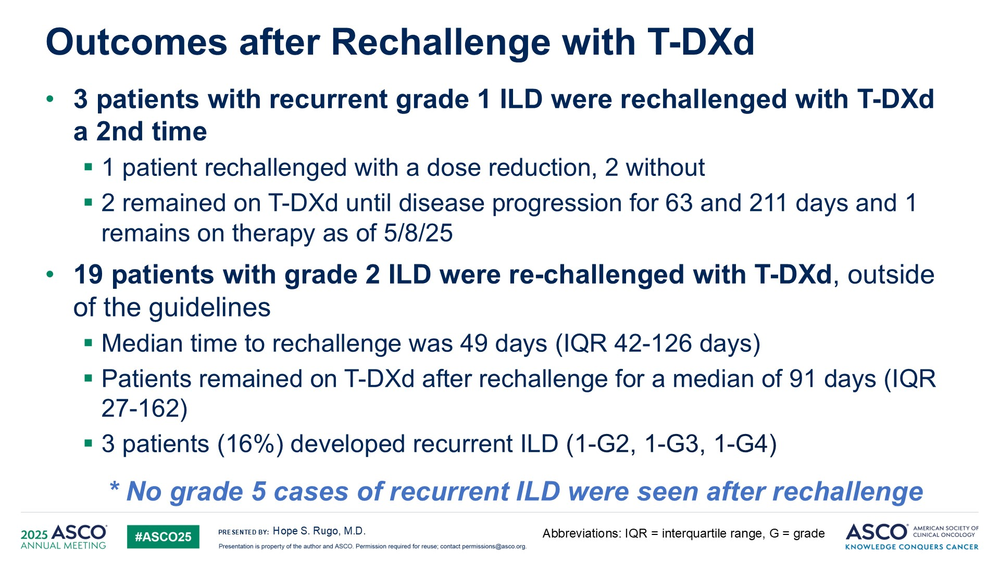 Outcomes after Rechallenge with T-DXd
• 3 patients with recurrent grade 1 ILD were rechallenged with T-DXd
a 2nd time
▪ 1 patient rechallenged with a dose reduction, 2 without
▪ 2 remained on T-DXd until disease progression for 63 and 211 days and 1
remains on therapy as of 5/8/25
• 19 patients with grade 2 ILD were re-challenged with T-DXd, outside
of the guidelines
▪ Median time to rechallenge was 49 days (IQR 42-126 days)
▪ Patients remained on T-DXd after rechallenge for a median of 91 days (IQR
27-162)
▪ 3 patients (16%) developed recurrent ILD (1-G2, 1-G3, 1-G4)
* No grade 5 cases of recurrent ILD were seen after rechallenge
2025 ASCO®
ANNUAL MEETING
#ASCO25
PRESENTED BY: Hope S. Rugo, M.D.
Presentation is property of the author and ASCO. Permission required for reuse; contact permissions@asco.org.
Abbreviations: IQR = interquartile range, G = grade
ASCO® AMERICAN SOCIETY OF
CLINICAL ONCOLOGY
KNOWLEDGE CONQUERS CANCER